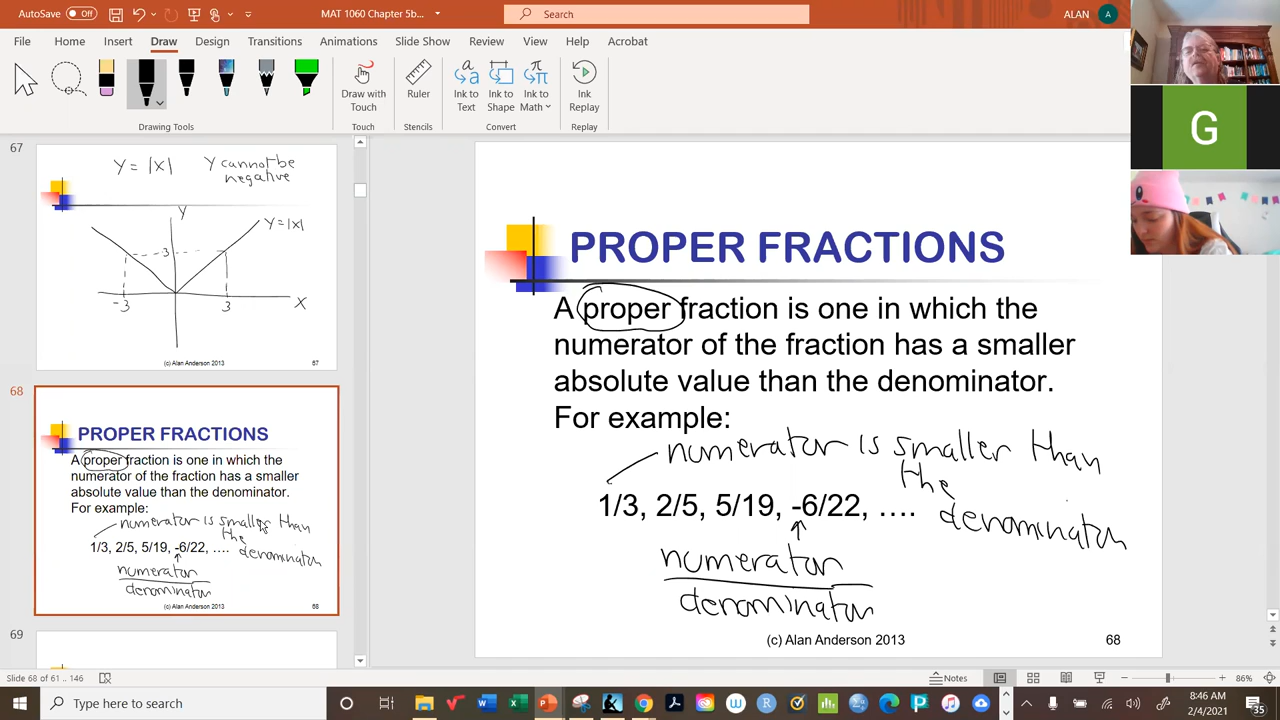 AutoSave Off
MAT 1060 Chapter 5b...
Search
ALAN
A
File
Home
Insert
Draw
Design
Transitions
Animations
Slide Show
Review
View
Help
Acrobat
Draw with
Touch
Ruler
Ink to
Text
Ink to
Shape
Ink to
Math
Ink
Replay
Drawing Tools
Touch
Stencils
Convert
Replay
67
Y = |x|
Y cannot be
negative
Y
Y=|x|
3
-3
3
X
(c) Alan Anderson 2013
67
68
PROPER FRACTIONS
A proper fraction is one in which the
numerator of the fraction has a smaller
absolute value than the denominator.
For example:
numerator is smaller than
the
denominator
1/3, 2/5, 5/19, -6/22, ....
numerator
denominator
(c) Alan Anderson 2013
68
69
PROPER FRACTIONS
A proper fraction is one in which the
numerator of the fraction has a smaller
absolute value than the denominator.
For example:
numerator is smaller than
the
denominator
1/3, 2/5, 5/19, -6/22, ....
numerator
denominator
(c) Alan Anderson 2013
68
G
Slide 68 of 61 .. 146
Notes
86%
Type here to search
8:46 AM
2/4/2021
35